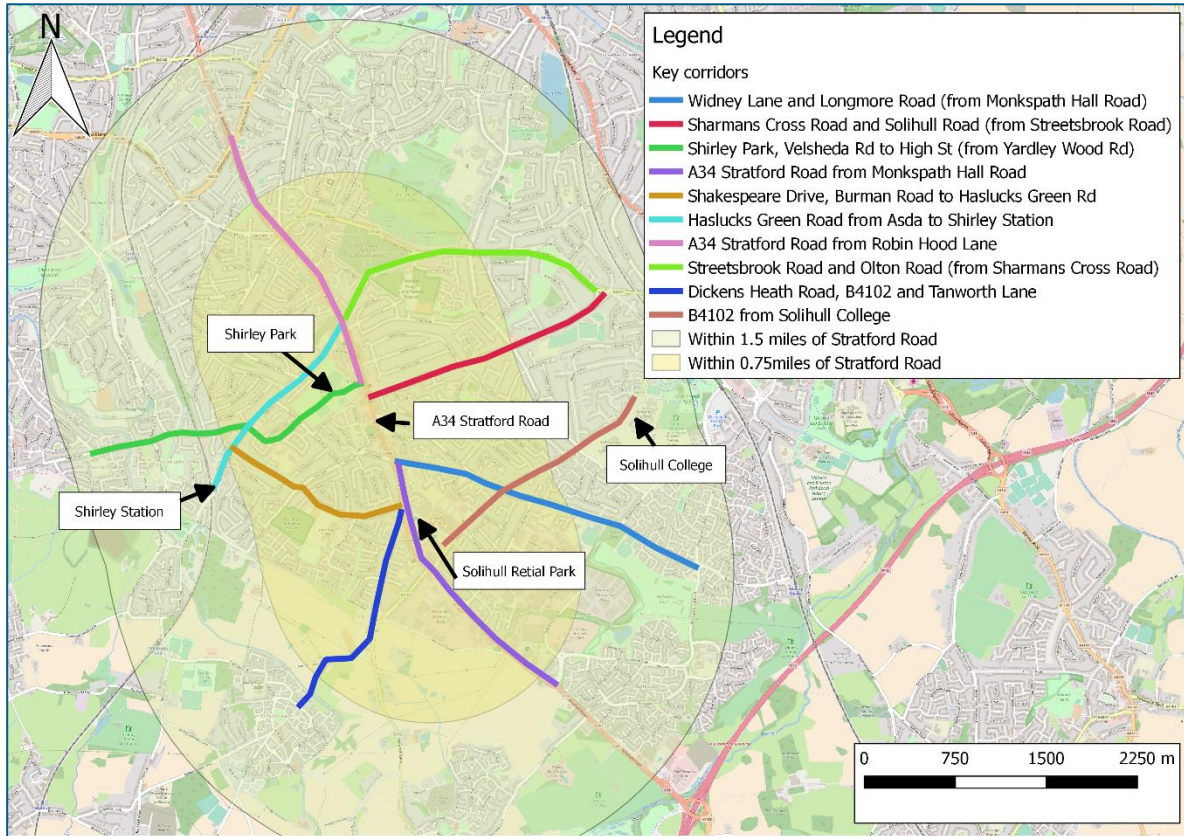 N
Legend
Key corridors
Widney Lane and Longmore Road (from Monkspath Hall Road)
Sharmans Cross Road and Solihull Road (from Streetsbrook Road)
Shirley Park, Velsheda Rd to High St (from Yardley Wood Rd)
A34 Stratford Road from Monkspath Hall Road
Shakespeare Drive, Burman Road to Haslucks Green Rd
Haslucks Green Road from Asda to Shirley Station
A34 Stratford Road from Robin Hood Lane
Streetsbrook Road and Olton Road (from Sharmans Cross Road)
Dickens Heath Road, B4102 and Tanworth Lane
B4102 from Solihull College
Within 1.5 miles of Stratford Road
Within 0.75miles of Stratford Road
Shirley Park
A34 Stratford Road
Solihull College
Shirley Station
Solihull Retial Park
0 750 1500 2250 m